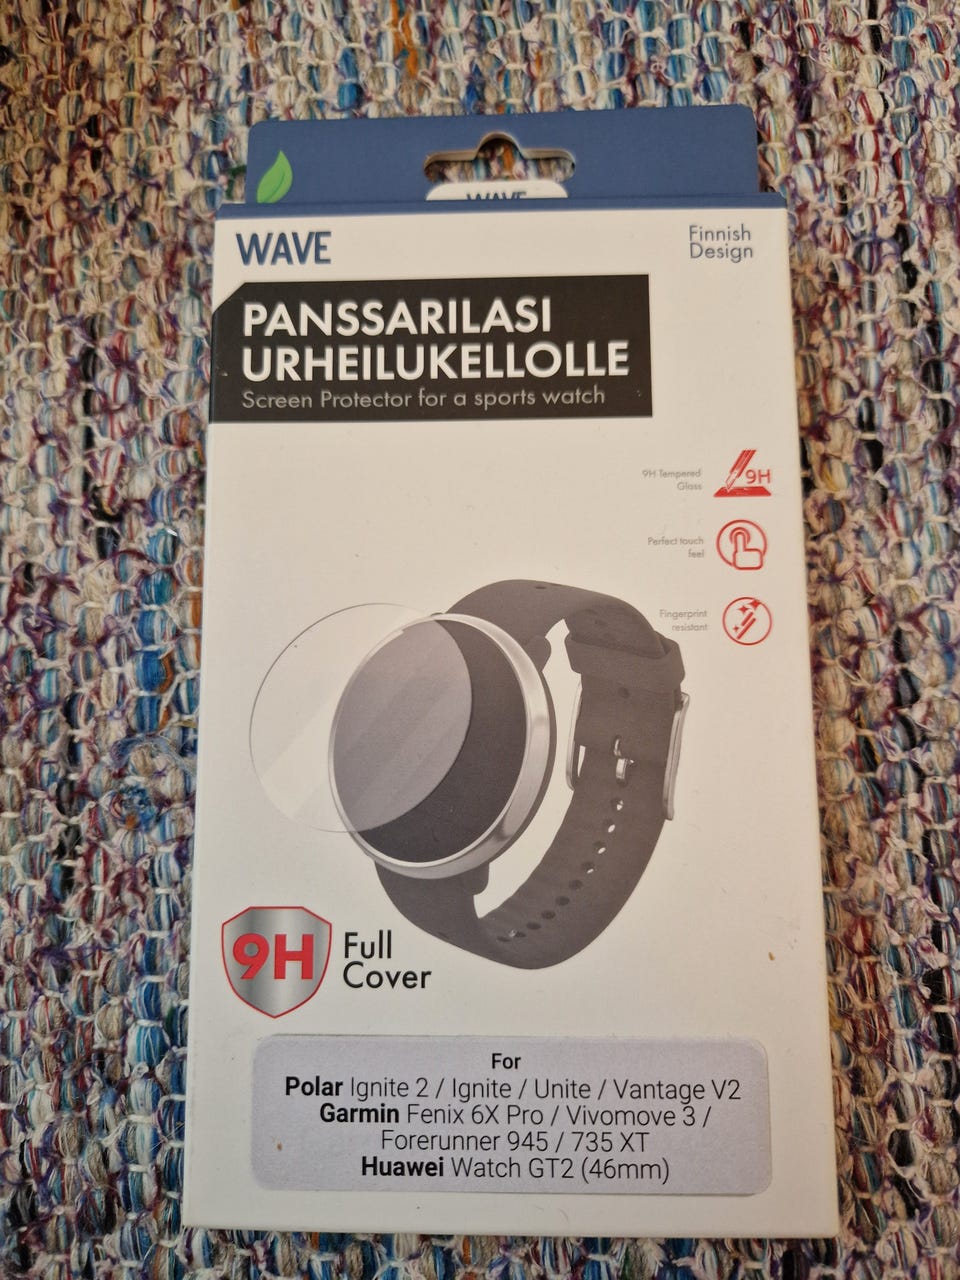 WAVE
WAVE
Finnish
Design
PANSSARILASI
URHEILUKELLOLLE
Screen Protector for a sports watch
9H Tempered
Glass
9H
Perfect touch
feel
Fingerprint
resistant
9H
Full
Cover
For
Polar Ignite 2 / Ignite / Unite / Vantage V2
Garmin Fenix 6X Pro / Vivomove 3 /
Forerunner 945 / 735 XT
Huawei Watch GT2 (46mm)